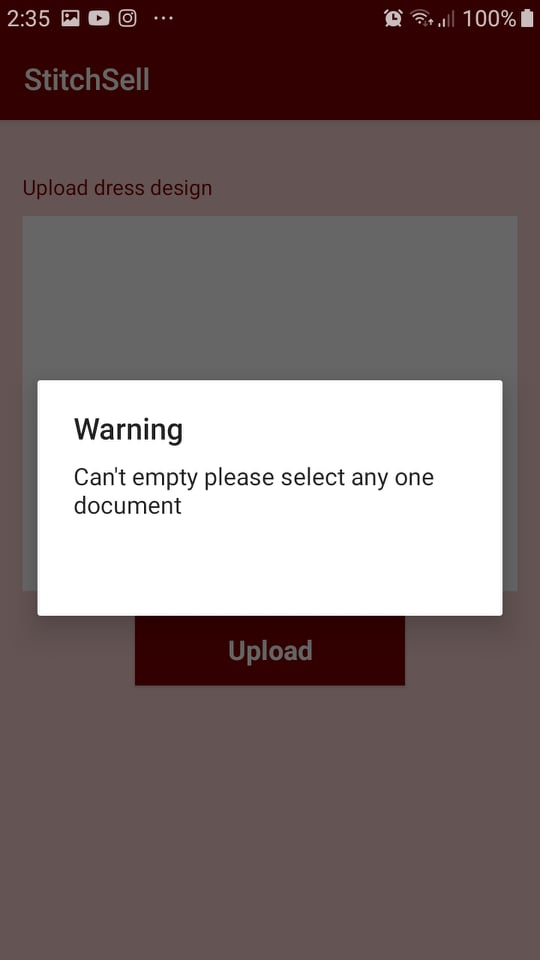 2:35 100%
StitchSell
Upload dress design
Warning
Can't empty please select any one
document
Upload